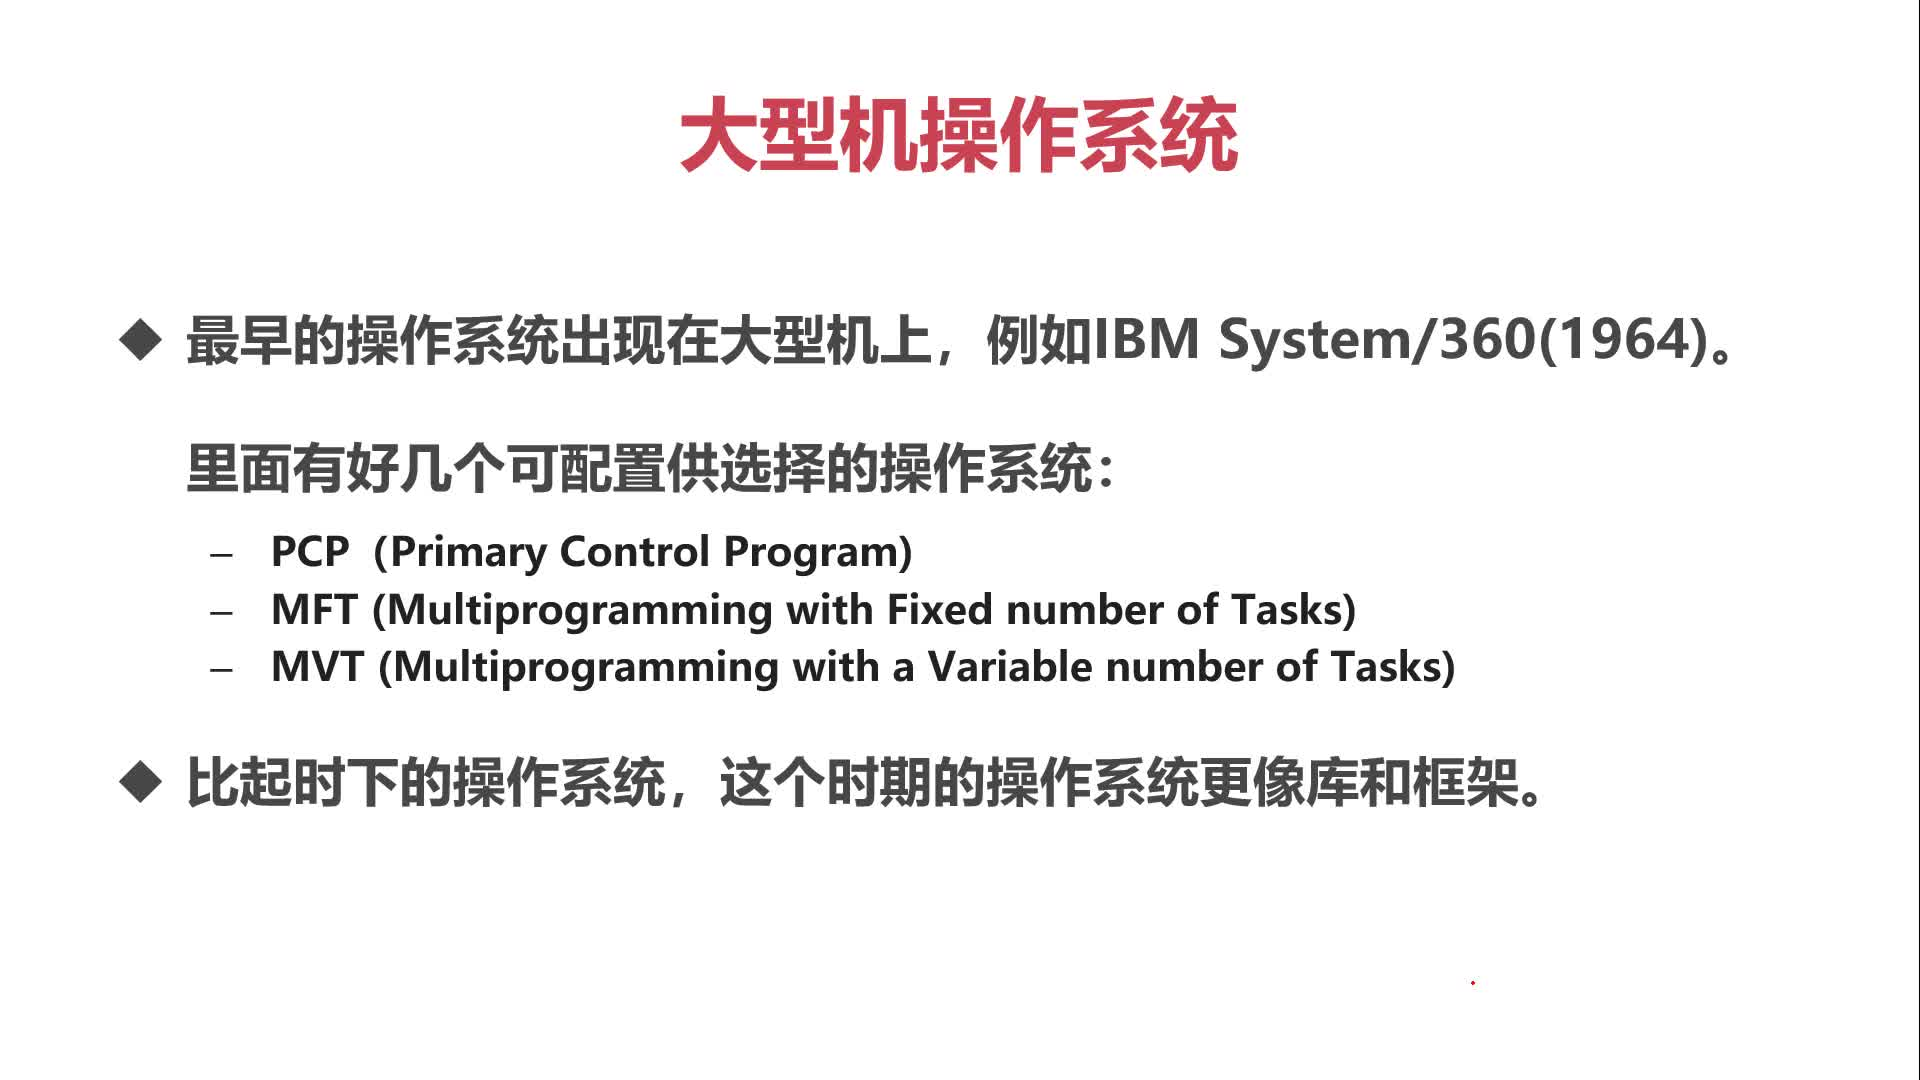 大型机操作系统
◆ 最早的操作系统出现在大型机上，例如IBM System/360(1964)。
里面有好几个可配置供选择的操作系统：
– PCP（Primary Control Program)
– MFT (Multiprogramming with Fixed number of Tasks)
– MVT (Multiprogramming with a Variable number of Tasks)
◆ 比起时下的操作系统，这个时期的操作系统更像库和框架。